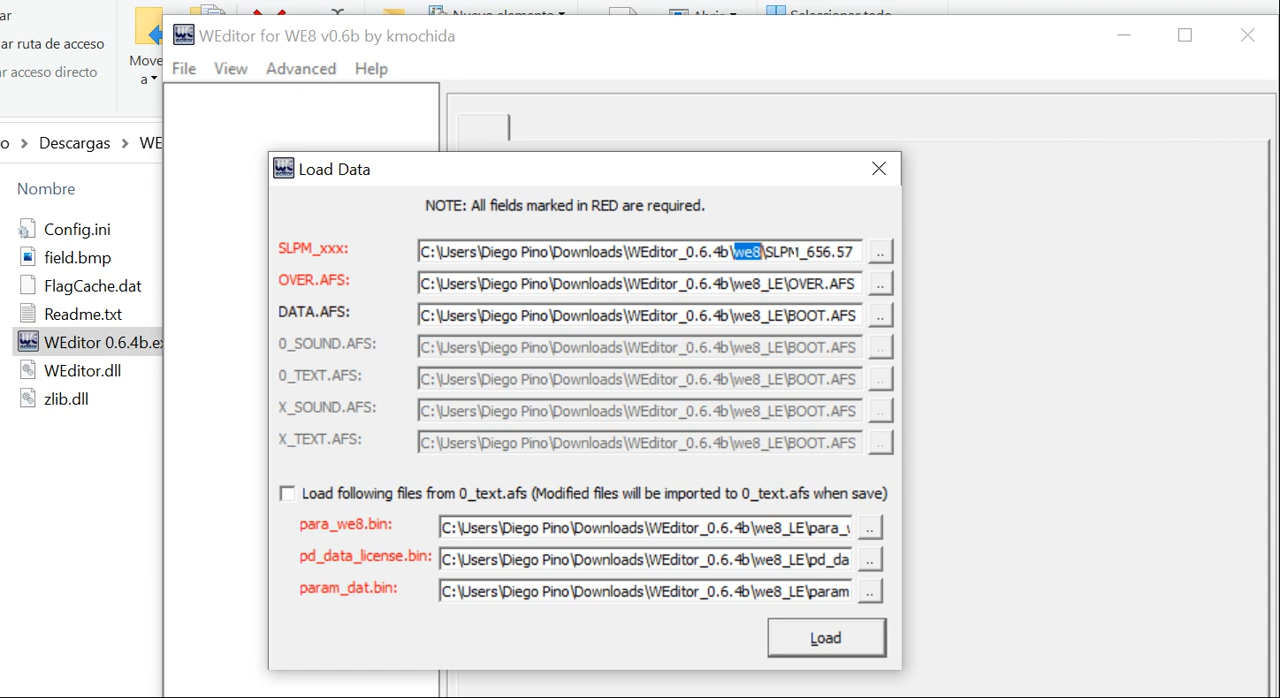 ar
Nuevo elemento
Abrir
Seleccionar todo
ar ruta de acceso
r acceso directo
Move
a
WEditor for WE8 v0.6b by kmochida
File View Advanced Help
o > Descargas > WE
Nombre
Config.ini
field.bmp
FlagCache.dat
Readme.txt
WEditor 0.6.4b.ex
WEditor.dll
zlib.dll
Load Data
NOTE: All fields marked in RED are required.
SLPM_xxx: C:\Users\Diego Pino\Downloads\WEditor_0.6.4b\we8\SLPM_656.57 ..
OVER.AFS: C:\Users\Diego Pino\Downloads\WEditor_0.6.4b\we8_LE\OVER.AFS ..
DATA.AFS: C:\Users\Diego Pino\Downloads\WEditor_0.6.4b\we8_LE\BOOT.AFS ..
0_SOUND.AFS: C:\Users\Diego Pino\Downloads\WEditor_0.6.4b\we8_LE\BOOT.AFS ..
0_TEXT.AFS: C:\Users\Diego Pino\Downloads\WEditor_0.6.4b\we8_LE\BOOT.AFS ..
X_SOUND.AFS: C:\Users\Diego Pino\Downloads\WEditor_0.6.4b\we8_LE\BOOT.AFS ..
X_TEXT.AFS: C:\Users\Diego Pino\Downloads\WEditor_0.6.4b\we8_LE\BOOT.AFS ..
Load following files from 0_text.afs (Modified files will be imported to 0_text.afs when save)
para_we8.bin: C:\Users\Diego Pino\Downloads\WEditor_0.6.4b\we8_LE\para_v ..
pd_data_license.bin: C:\Users\Diego Pino\Downloads\WEditor_0.6.4b\we8_LE\pd_da ..
param_dat.bin: C:\Users\Diego Pino\Downloads\WEditor_0.6.4b\we8_LE\param ..
Load